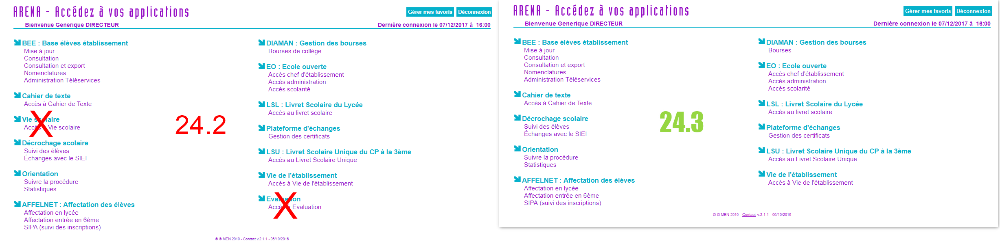 ARENA - Accédez à vos applications
Gérer mes favoris
Déconnexion
Bienvenue Generique DIRECTEUR
Dernière connexion le 07/12/2017 à 16:00
BEE : Base élèves établissement
Mise à jour
Consultation
Consultation et export
Nomenclatures
Administration Téléservices
Cahier de texte
Accès à Cahier de Texte
Vie scolaire
Accès à Vie scolaire
X
24.2
Décrochage scolaire
Suivi des élèves
Échanges avec le SIEI
Orientation
Suivre la procédure
Statistiques
AFFELNET : Affectation des élèves
Affectation en lycée
Affectation entrée en 6ème
SIPA (suivi des inscriptions)
DIAMAN : Gestion des bourses
Bourses de collège
EO : Ecole ouverte
Accès chef d'établissement
Accès administration
Accès scolarité
LSL : Livret Scolaire du Lycée
Accès au livret scolaire
Plateforme d'échanges
Gestion des certificats
LSU : Livret Scolaire Unique du CP à la 3ème
Accès au Livret Scolaire Unique
Vie de l'établissement
Accès à Vie de l'établissement
Evaluation
Accès à Evaluation
X
© © MEN 2010 - Contact v.2.1.1 - 06/10/2016
ARENA - Accédez à vos applications
Gérer mes favoris
Déconnexion
Bienvenue Generique DIRECTEUR
Dernière connexion le 07/12/2017 à 16:00
BEE : Base élèves établissement
Mise à jour
Consultation
Consultation et export
Nomenclatures
Administration Téléservices
Cahier de texte
Accès à Cahier de Texte
Décrochage scolaire
Suivi des élèves
Échanges avec le SIEI
24.3
Orientation
Suivre la procédure
Statistiques
AFFELNET : Affectation des élèves
Affectation en lycée
Affectation entrée en 6ème
SIPA (suivi des inscriptions)
DIAMAN : Gestion des bourses
Bourses
EO : Ecole ouverte
Accès chef d'établissement
Accès administration
Accès scolarité
LSL : Livret Scolaire du Lycée
Accès au livret scolaire
Plateforme d'échanges
Gestion des certificats
LSU : Livret Scolaire Unique du CP à la 3ème
Accès au Livret Scolaire Unique
Vie de l'établissement
Accès à Vie de l'établissement
© © MEN 2010 - Contact v.2.1.1 - 06/10/2016